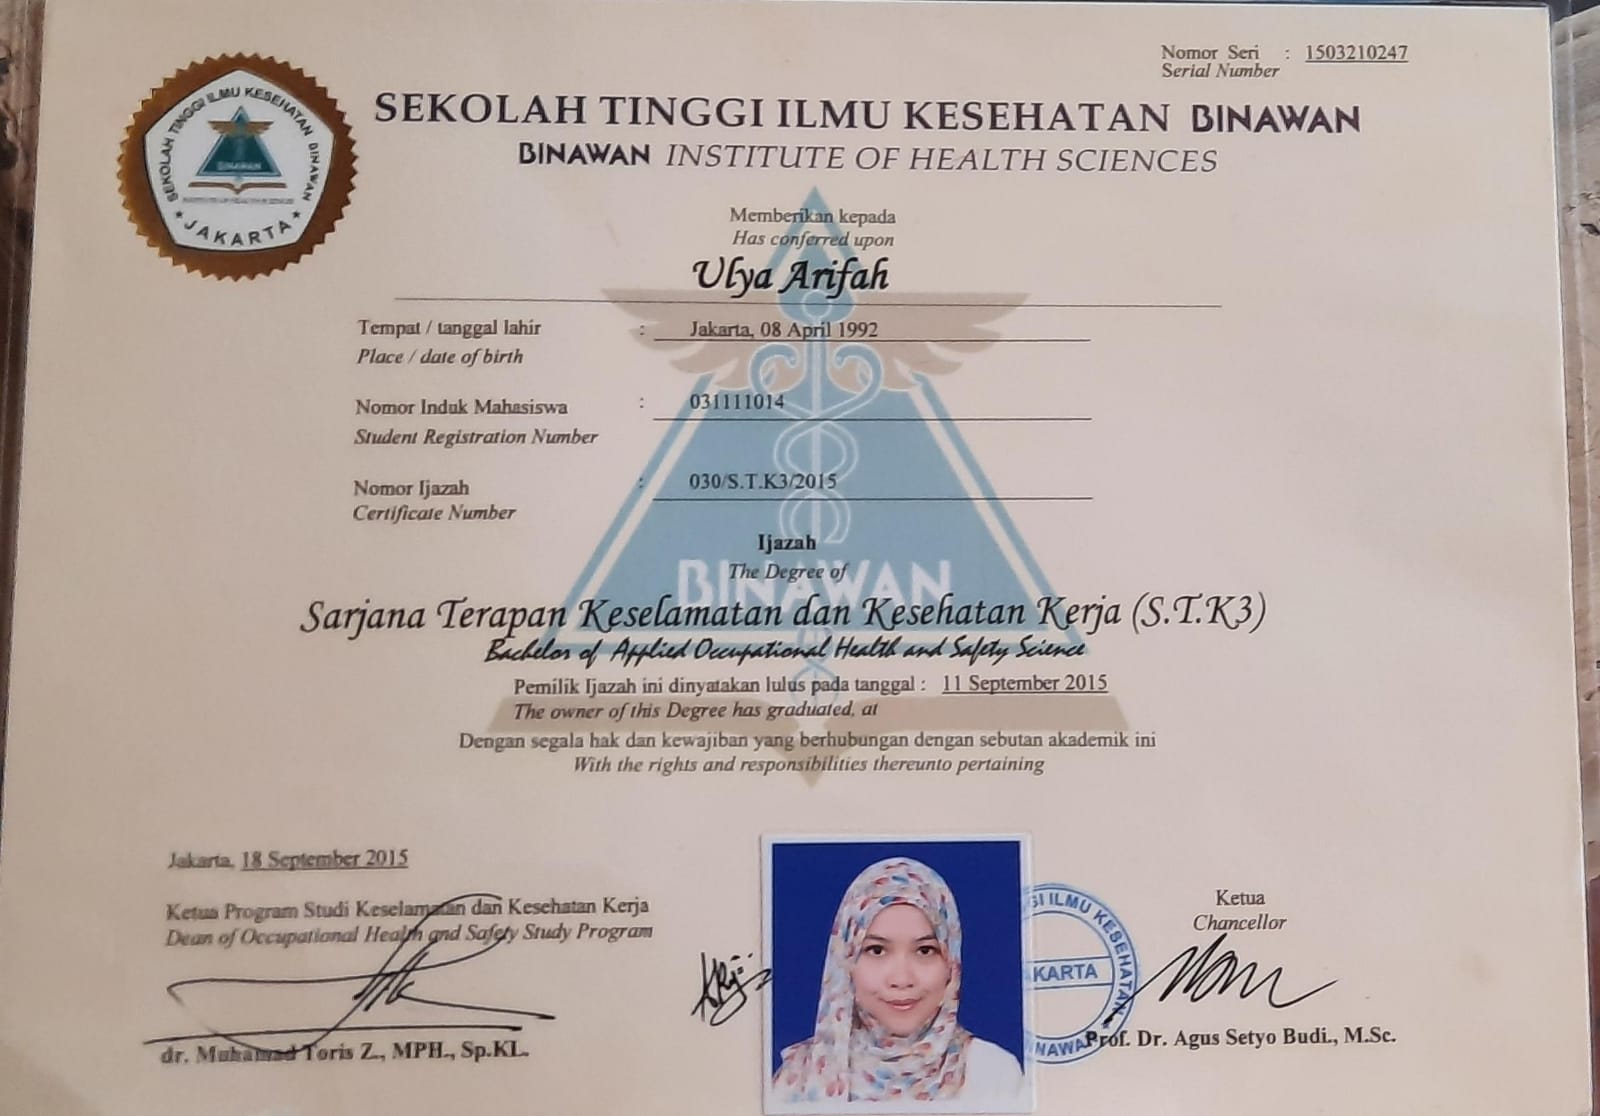 Nomor Seri : 1503210247
Serial Number
SEKOLAH TINGGI ILMU KESEHATAN BINAWAN
JAKARTA
BINAWAN
SEKOLAH TINGGI ILMU KESEHATAN BINAWAN
BINAWAN INSTITUTE OF HEALTH SCIENCES
Memberikan kepada
Has conferred upon
Ulya Arifah
Tempat / tanggal lahir : Jakarta, 08 April 1992
Place / date of birth
Nomor Induk Mahasiswa : 031111014
Student Registration Number
Nomor Ijazah : 030/S.T.K3/2015
Certificate Number
Ijazah
The Degree of
BINAWAN
Sarjana Terapan Keselamatan dan Kesehatan Kerja (S.T.K3)
Bachelor of Applied Occupational Health and Safety Science
Pemilik Ijazah ini dinyatakan lulus pada tanggal : 11 September 2015
The owner of this Degree has graduated, at
Dengan segala hak dan kewajiban yang berhubungan dengan sebutan akademik ini
With the rights and responsibilities thereunto pertaining
Jakarta, 18 September 2015
Ketua Program Studi Keselamatan dan Kesehatan Kerja
Dean of Occupational Health and Safety Study Program
dr. Muhamad Toris Z., MPH., Sp.KL.
GI ILMU KESEHATAN
KARTA
NAWA
Ketua
Chancellor
Prof. Dr. Agus Setyo Budi., M.Sc.